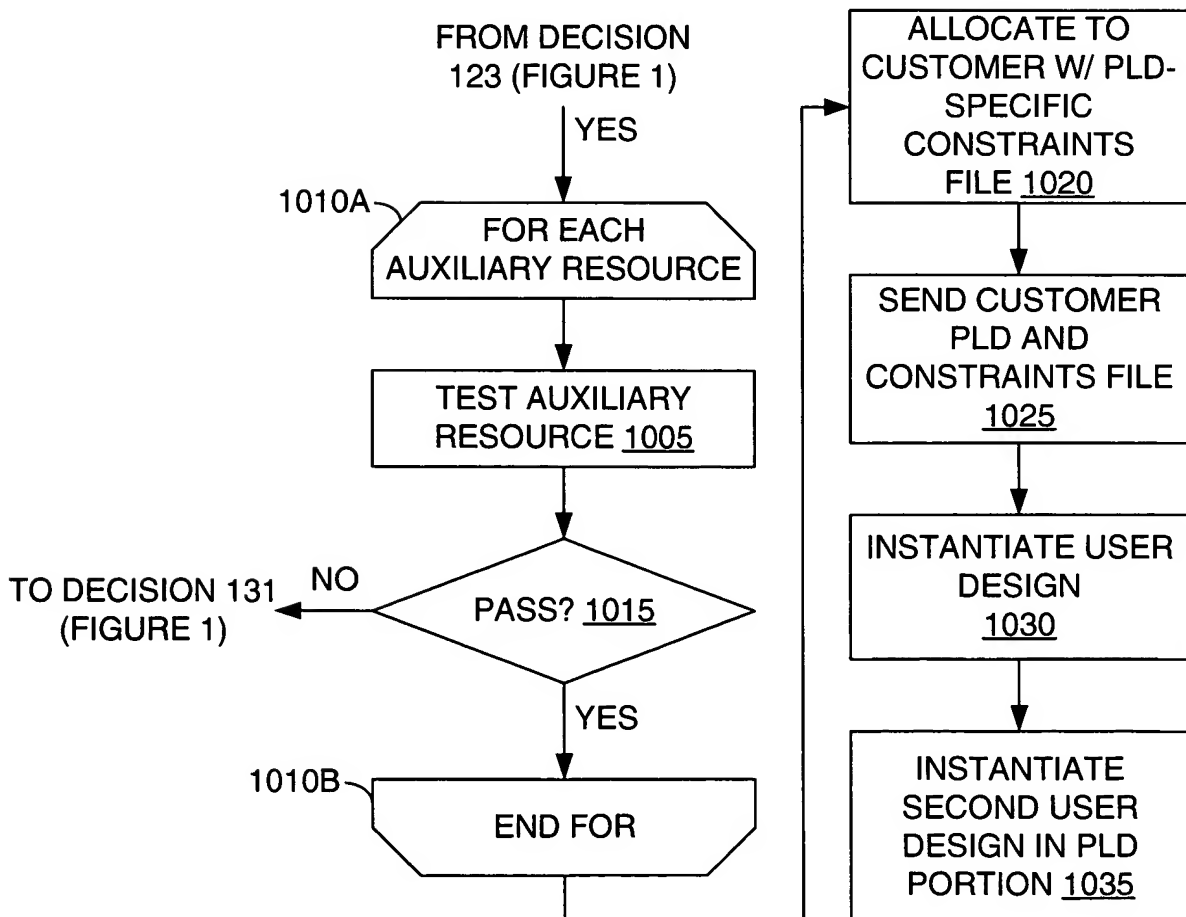 FROM DECISION
123 (FIGURE 1)
YES
1010A
FOR EACH
AUXILIARY RESOURCE
TEST AUXILIARY
RESOURCE 1005
PASS? 1015
NO
TO DECISION 131
(FIGURE 1)
YES
1010B
END FOR
ALLOCATE TO
CUSTOMER W/ PLD-
SPECIFIC
CONSTRAINTS
FILE 1020
SEND CUSTOMER
PLD AND
CONSTRAINTS FILE
1025
INSTANTIATE USER
DESIGN
1030
INSTANTIATE
SECOND USER
DESIGN IN PLD
PORTION 1035